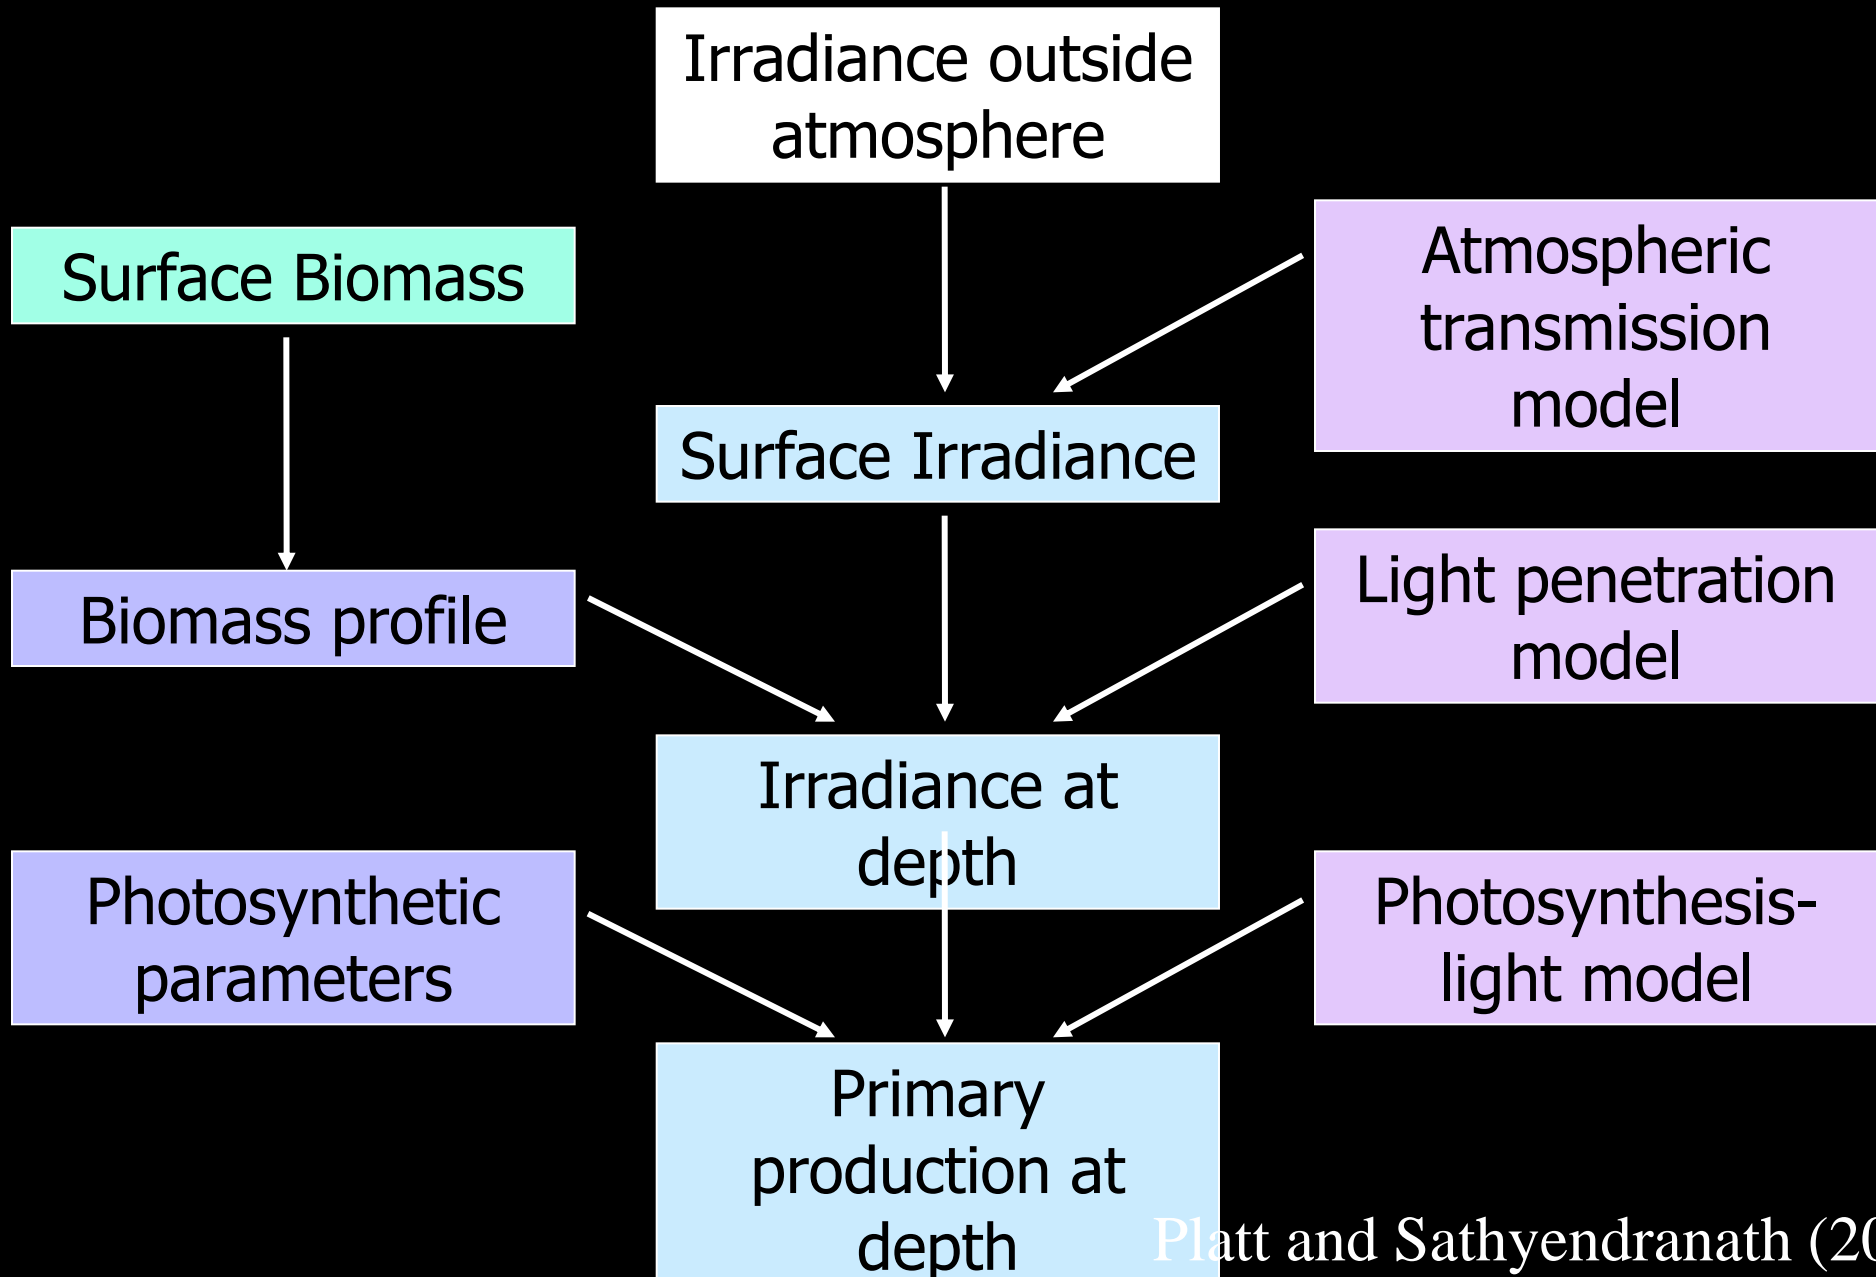 Irradiance outside
atmosphere
Surface Biomass
Atmospheric
transmission
model
Surface Irradiance
Biomass profile
Light penetration
model
Irradiance at
depth
Photosynthetic
parameters
Photosynthesis-
light model
Primary
production at
depth
Platt and Sathyendranath (20